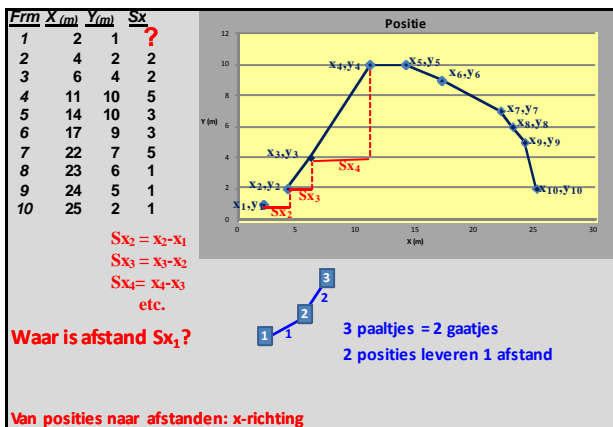 Frm X (m) Y(m) Sx
1 2 1 ?
2 4 2 2
3 6 4 2
4 11 10 5
5 14 10 3
6 17 9 3
7 22 7 5
8 23 6 1
9 24 5 1
10 25 2 1
Sx2 = x2-x1
Sx3 = x3-x2
Sx4= x4-x3
etc.
Waar is afstand Sx1?
Positie
12
10
8
6
4
2
0
Y (m)
0 5 10 15 20 25 30
X (m)
x4,y4
x5,y5
x6,y6
x7,y7
x8,y8
x9,y9
x10,y10
x3,y3
x2,y2
x1,y1
Sx4
Sx3
Sx2
3
2
2
1
1
3 paaltjes = 2 gaatjes
2 posities leveren 1 afstand
Van posities naar afstanden: x-richting